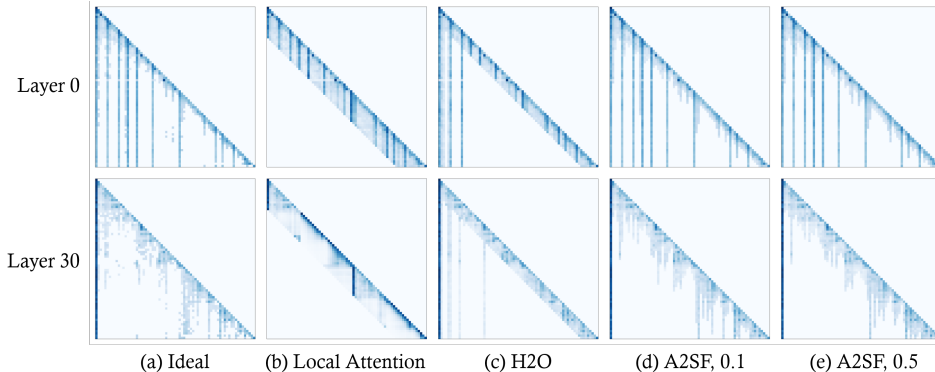 Layer 0
Layer 30
(a) Ideal
(b) Local Attention
(c) H2O
(d) A2SF, 0.1
(e) A2SF, 0.5